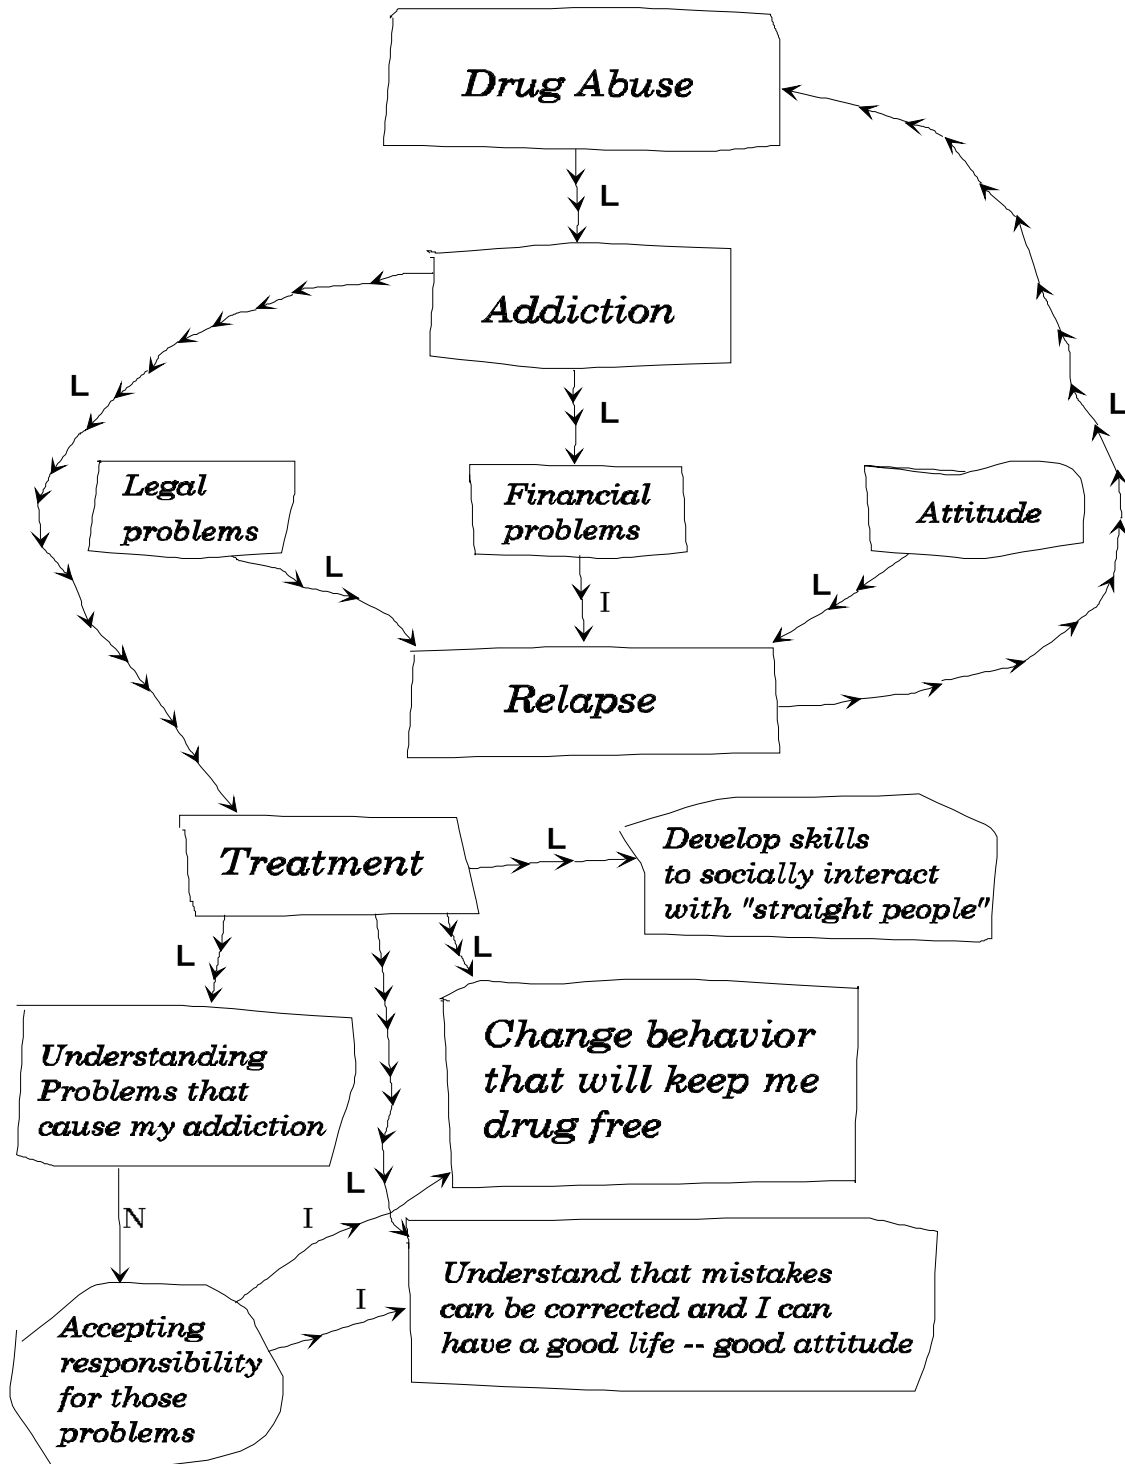 Drug Abuse
L
Addiction
L
L
L
Legal
problems
Financial
problems
Attitude
L
I
L
Relapse
Treatment
L
Develop skills
to socially interact
with "straight people"
L
L
Understanding
Problems that
cause my addiction
Change behavior
that will keep me
drug free
L
N
I
Accepting
responsibility
for those
problems
I
Understand that mistakes
can be corrected and I can
have a good life -- good attitude